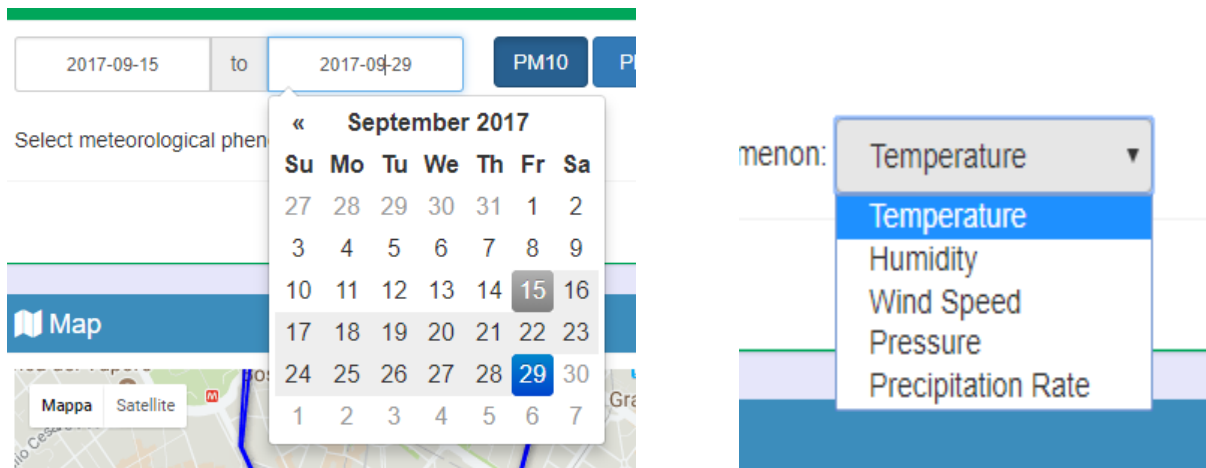 2017-09-15 to 2017-09-29 PM10
Select meteorological phen
« September 2017
Su Mo Tu We Th Fr Sa
27 28 29 30 31 1 2
3 4 5 6 7 8 9
10 11 12 13 14 15 16
17 18 19 20 21 22 23
24 25 26 27 28 29 30
1 2 3 4 5 6 7
Map
Mappa Satellite
menon: Temperature
Temperature
Humidity
Wind Speed
Pressure
Precipitation Rate